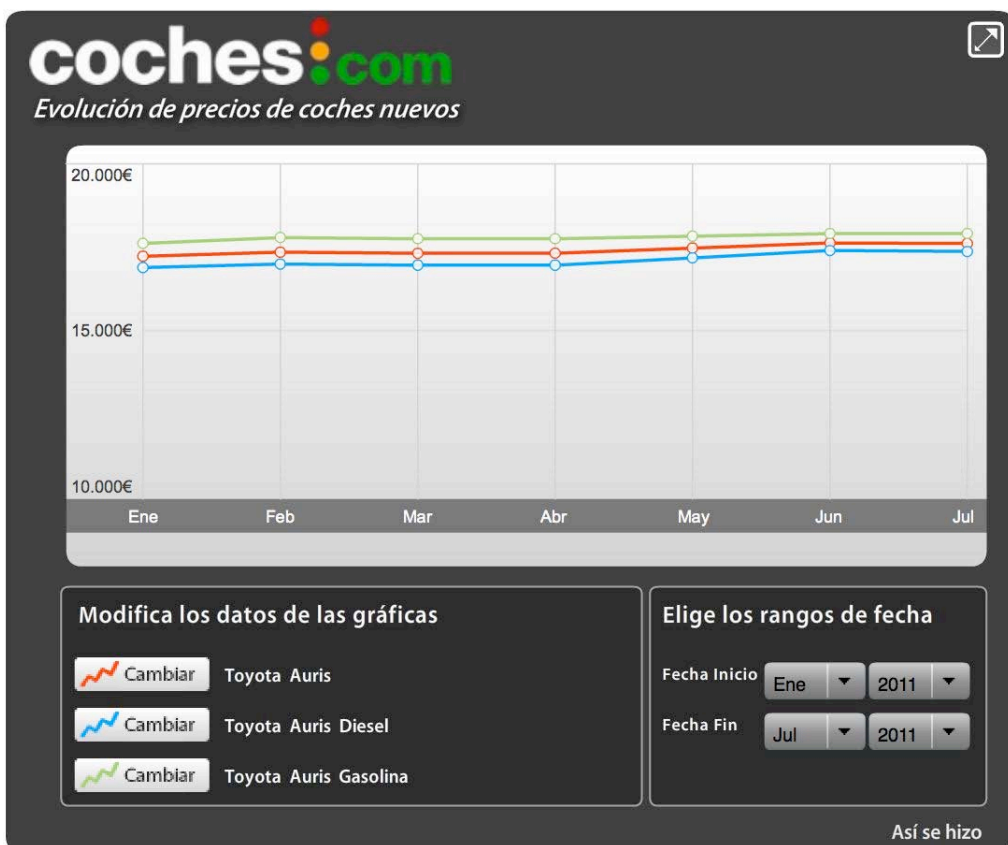 coches:com
Evolución de precios de coches nuevos
20.000€
15.000€
10.000€
Ene Feb Mar Abr May Jun Jul
Modifica los datos de las gráficas
Cambiar Toyota Auris
Cambiar Toyota Auris Diesel
Cambiar Toyota Auris Gasolina
Elige los rangos de fecha
Fecha Inicio Ene 2011
Fecha Fin Jul 2011
Así se hizo